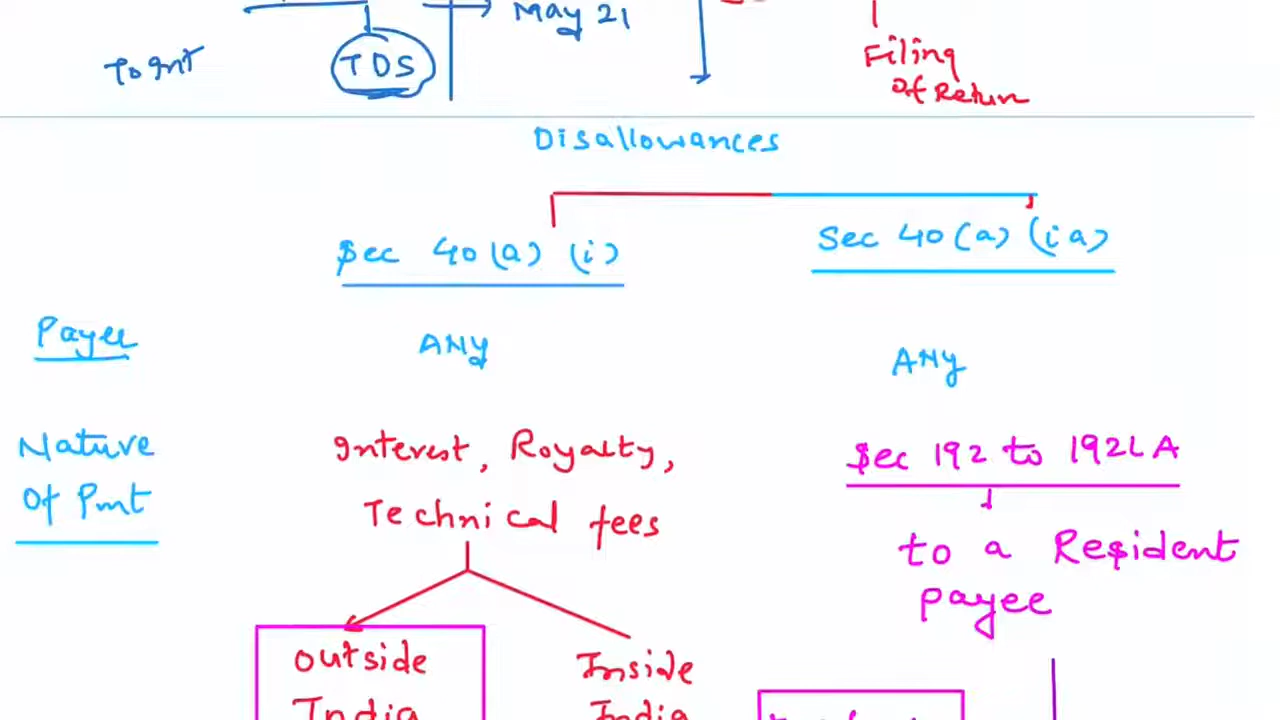 May 21
To Gnt
TDS
Filing
Of Return
Disallowances
Sec 40(a) (i)
Sec 40(a) (ia)
Payee
ANy
ANy
Nature
Of Pmt
Interest, Royalty,
Technical fees
Sec 192 to 192LA
to a Resident
payee
Outside
India
Inside
India